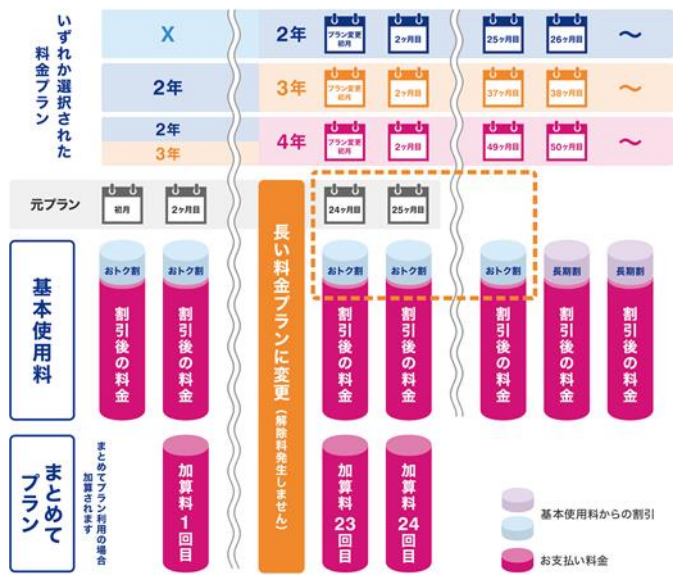 いずれか選択された
料金プラン
X
2年
プラン変更
初月
2ヶ月目
25ヶ月目
26ヶ月目
〜
2年
3年
プラン変更
初月
2ヶ月目
37ヶ月目
38ヶ月目
〜
2年
3年
4年
プラン変更
初月
2ヶ月目
49ヶ月目
50ヶ月目
〜
元プラン
初月
2ヶ月目
24ヶ月目
25ヶ月目
長い料金プランに変更(解除料発生しません)
基本使用料
おトク割
割引後の料金
おトク割
割引後の料金
おトク割
割引後の料金
おトク割
割引後の料金
おトク割
割引後の料金
長期割
割引後の料金
長期割
割引後の料金
まとめて
プラン
まとめてプラン利用の場合
加算されます
加算料
1回目
加算料
23回目
加算料
24回目
基本使用料からの割引
お支払い料金